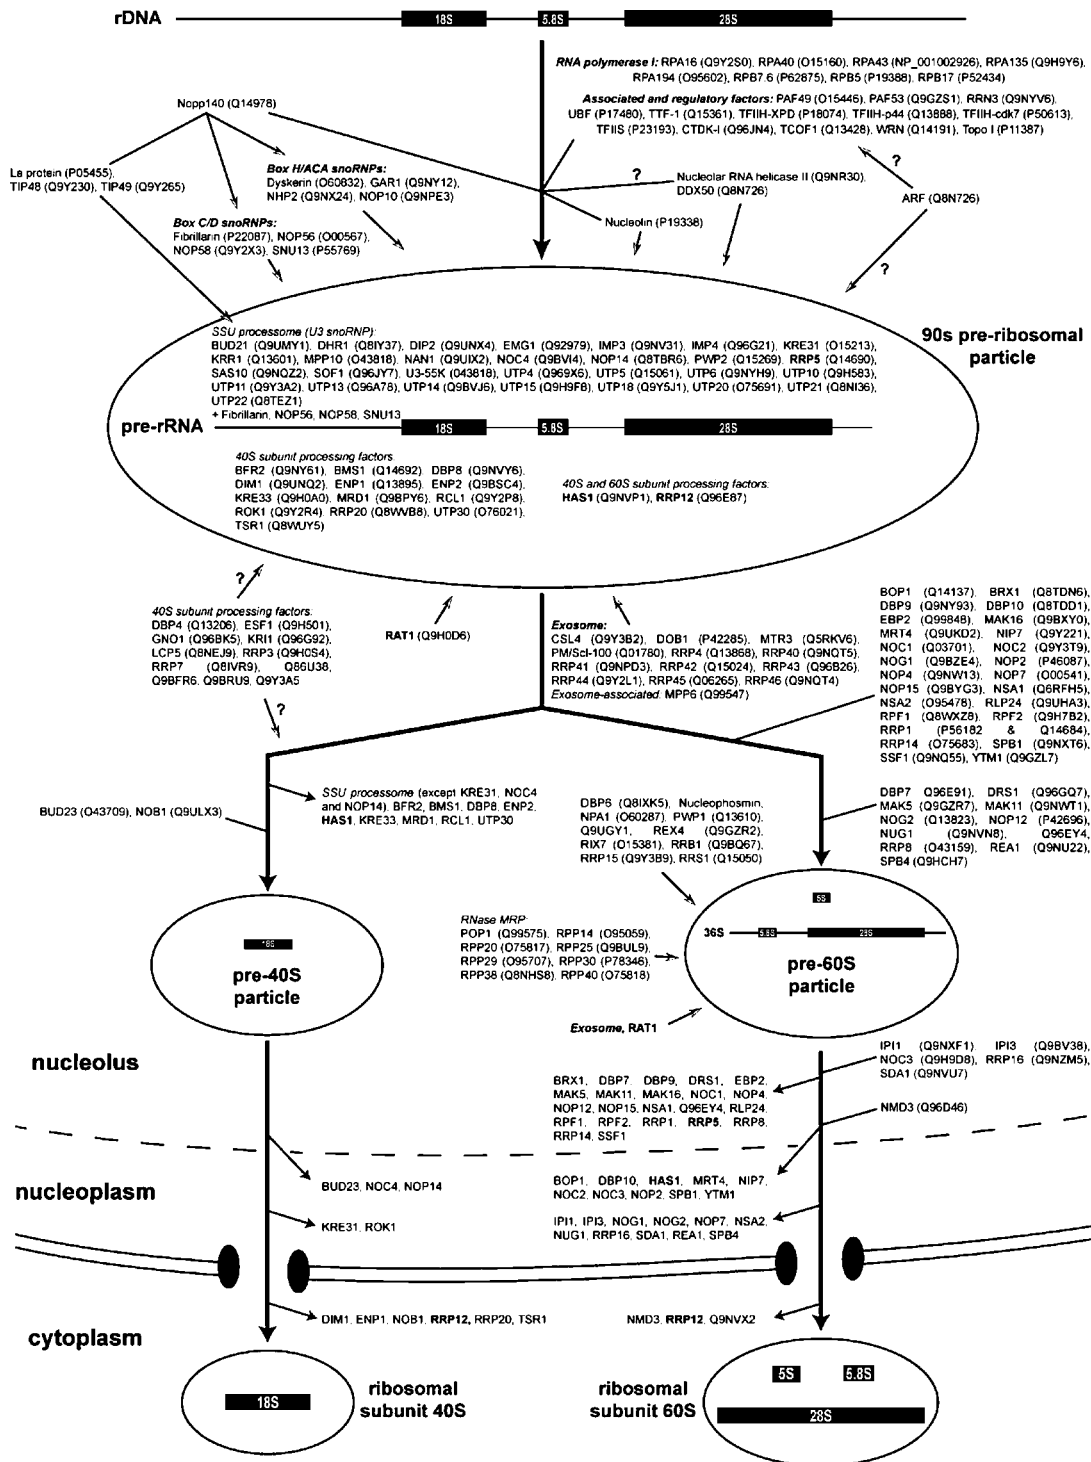 rDNA
18S
5.8S
28S
RNA polymerase I: RPA16 (Q9Y2S0), RPA40 (O15160), RPA43 (NP_001002926), RPA135 (Q9H9Y6),
RPA194 (O95602), RPB7.6 (P62875), RPB5 (P19388), RPB17 (P52434)
Associated and regulatory factors: PAF49 (O15446), PAF53 (Q9GZS1), RRN3 (Q9NYV6),
UBF (P17480), TTF-1 (Q15361), TFIIH-XPD (P18074), TFIIH-p44 (Q13888), TFIIH-cdk7 (P50613),
TFIIS (P23193), CTDK-I (Q96JN4), TCOF1 (Q13428), WRN (Q14191), Topo I (P11387)
Nopp140 (Q14978)
La protein (P05455),
TIP48 (Q9Y230), TIP49 (Q9Y265)
Box H/ACA snoRNPs:
Dyskerin (O60832), GAR1 (Q9NY12),
NHP2 (Q9NX24), NOP10 (Q9NPE3)
Box C/D snoRNPs:
Fibrillarin (P22087), NOP56 (O00567),
NOP58 (Q9Y2X3), SNU13 (P55769)
?
Nucleolar RNA helicase II (Q9NR30),
DDX50 (Q8N726)
Nucleolin (P19338)
?
ARF (Q8N726)
?
90s pre-ribosomal
particle
SSU processome (U3 snoRNP):
BUD21 (Q9UMY1), DHR1 (Q8IY37), DIP2 (Q9UNX4), EMG1 (Q92979), IMP3 (Q9NV31), IMP4 (Q96G21), KRE31 (O15213),
KRR1 (Q13601), MPP10 (O43818), NAN1 (Q9UIX2), NOC4 (Q9BVI4), NOP14 (Q8TBR6), PWP2 (Q15269), RRP5 (Q14690),
SAS10 (Q9NQZ2), SOF1 (Q96JY7), U3-55K (O43818), UTP4 (Q969X6), UTP5 (Q15061), UTP6 (Q9NYH9), UTP10 (Q9H583),
UTP11 (Q9Y3A2), UTP13 (Q96A78), UTP14 (Q9BVJ6), UTP15 (Q9H9F8), UTP18 (Q9Y5J1), UTP20 (O75691), UTP21 (Q8NI36),
UTP22 (Q8TEZ1)
+ Fibrillarin, NOP56, NOP58, SNU13
pre-rRNA
18S
5.8S
28S
40S subunit processing factors:
BFR2 (Q9NY61), BMS1 (Q14692), DBP8 (Q9NVY6),
DIM1 (Q9UNQ2), ENP1 (Q13895), ENP2 (Q9BSC4),
KRE33 (Q9H0A0), MRD1 (Q9BPY6), RCL1 (Q9Y2P8),
ROK1 (Q9Y2R4), RRP20 (Q8WVB8), UTP30 (O76021),
TSR1 (Q8WUY5)
40S and 60S subunit processing factors:
HAS1 (Q9NVP1), RRP12 (Q96E87)
?
40S subunit processing factors:
DBP4 (Q13206), ESF1 (Q9H501),
GNO1 (Q96BK5), KRI1 (Q96G92),
LCP5 (Q8NEJ9), RRP3 (Q9H0S4),
RRP7 (Q8IVR9), Q86U38,
Q9BFR6, Q9BRU9, Q9Y3A5
?
RAT1 (Q9H0D6)
Exosome:
CSL4 (Q9Y3B2), DOB1 (P42285), MTR3 (Q5RKV6),
PM/Scl-100 (Q01780), RRP4 (Q13868), RRP40 (Q9NQT5),
RRP41 (Q9NPD3), RRP42 (Q15024), RRP43 (Q96B26),
RRP44 (Q9Y2L1), RRP45 (Q06265), RRP46 (Q9NQT4)
Exosome-associated: MPP6 (Q99547)
BOP1 (Q14137), BRX1 (Q8TDN6),
DBP9 (Q9NY93), DBP10 (Q8TDD1),
EBP2 (Q99848), MAK16 (Q9BXY0),
MRT4 (Q9UKD2), NIP7 (Q9Y221),
NOC1 (Q03701), NOC2 (Q9Y3T9),
NOG1 (Q9BZE4), NOP2 (P46087),
NOP4 (Q9NW13), NOP7 (O00541),
NOP15 (Q9BYG3), NSA1 (Q6RFH5),
NSA2 (O95478), RLP24 (Q9UHA3),
RPF1 (Q8WXZ8), RPF2 (Q9H7B2),
RRP1 (P56182 & Q14684),
RRP14 (O75683), SPB1 (Q9NXT6),
SSF1 (Q9NQ55), YTM1 (Q9GZL7)
BUD23 (O43709), NOB1 (Q9ULX3)
SSU processome (except KRE31, NOC4
and NOP14), BFR2, BMS1, DBP8, ENP2,
HAS1, KRE33, MRD1, RCL1, UTP30
DBP6 (Q8IXK5), Nucleophosmin,
NPA1 (O60287), PWP1 (Q13610),
Q9UGY1, REX4 (Q9GZR2),
RIX7 (O15381), RRB1 (Q9BQ67),
RRP15 (Q9Y3B9), RRS1 (Q15050)
DBP7 (Q96E91), DRS1 (Q96GQ7),
MAK5 (Q9GZR7), MAK11 (Q9NWT1),
NOG2 (Q13823), NOP12 (P42696),
NUG1 (Q9NVN8), Q96EY4,
RRP8 (O43159), REA1 (Q9NU22),
SPB4 (Q9HCH7)
18S
pre-40S
particle
RNase MRP:
POP1 (Q99575), RPP14 (O95059),
RPP20 (O75817), RPP25 (Q9BUL9),
RPP29 (O95707), RPP30 (P78346),
RPP38 (Q8NHS8), RPP40 (O75818)
5S
36S
5.8S
28S
pre-60S
particle
Exosome, RAT1
nucleolus
IPI1 (Q9NXF1), IPI3 (Q9BV38),
NOC3 (Q9H9D8), RRP16 (Q9NZM5),
SDA1 (Q9NVU7)
BRX1, DBP7, DBP9, DRS1, EBP2,
MAK5, MAK11, MAK16, NOC1, NOP4,
NOP12, NOP15, NSA1, Q96EY4, RLP24,
RPF1, RPF2, RRP1, RRP5, RRP8,
RRP14, SSF1
NMD3 (Q96D46)
nucleoplasm
BUD23, NOC4, NOP14
BOP1, DBP10, HAS1, MRT4, NIP7,
NOC2, NOC3, NOP2, SPB1, YTM1
KRE31, ROK1
IPI1, IPI3, NOG1, NOG2, NOP7, NSA2,
NUG1, RRP16, SDA1, REA1, SPB4
cytoplasm
DIM1, ENP1, NOB1, RRP12, RRP20, TSR1
NMD3, RRP12, Q9NVX2
18S
ribosomal
subunit 40S
ribosomal
subunit 60S
5S
5.8S
28S